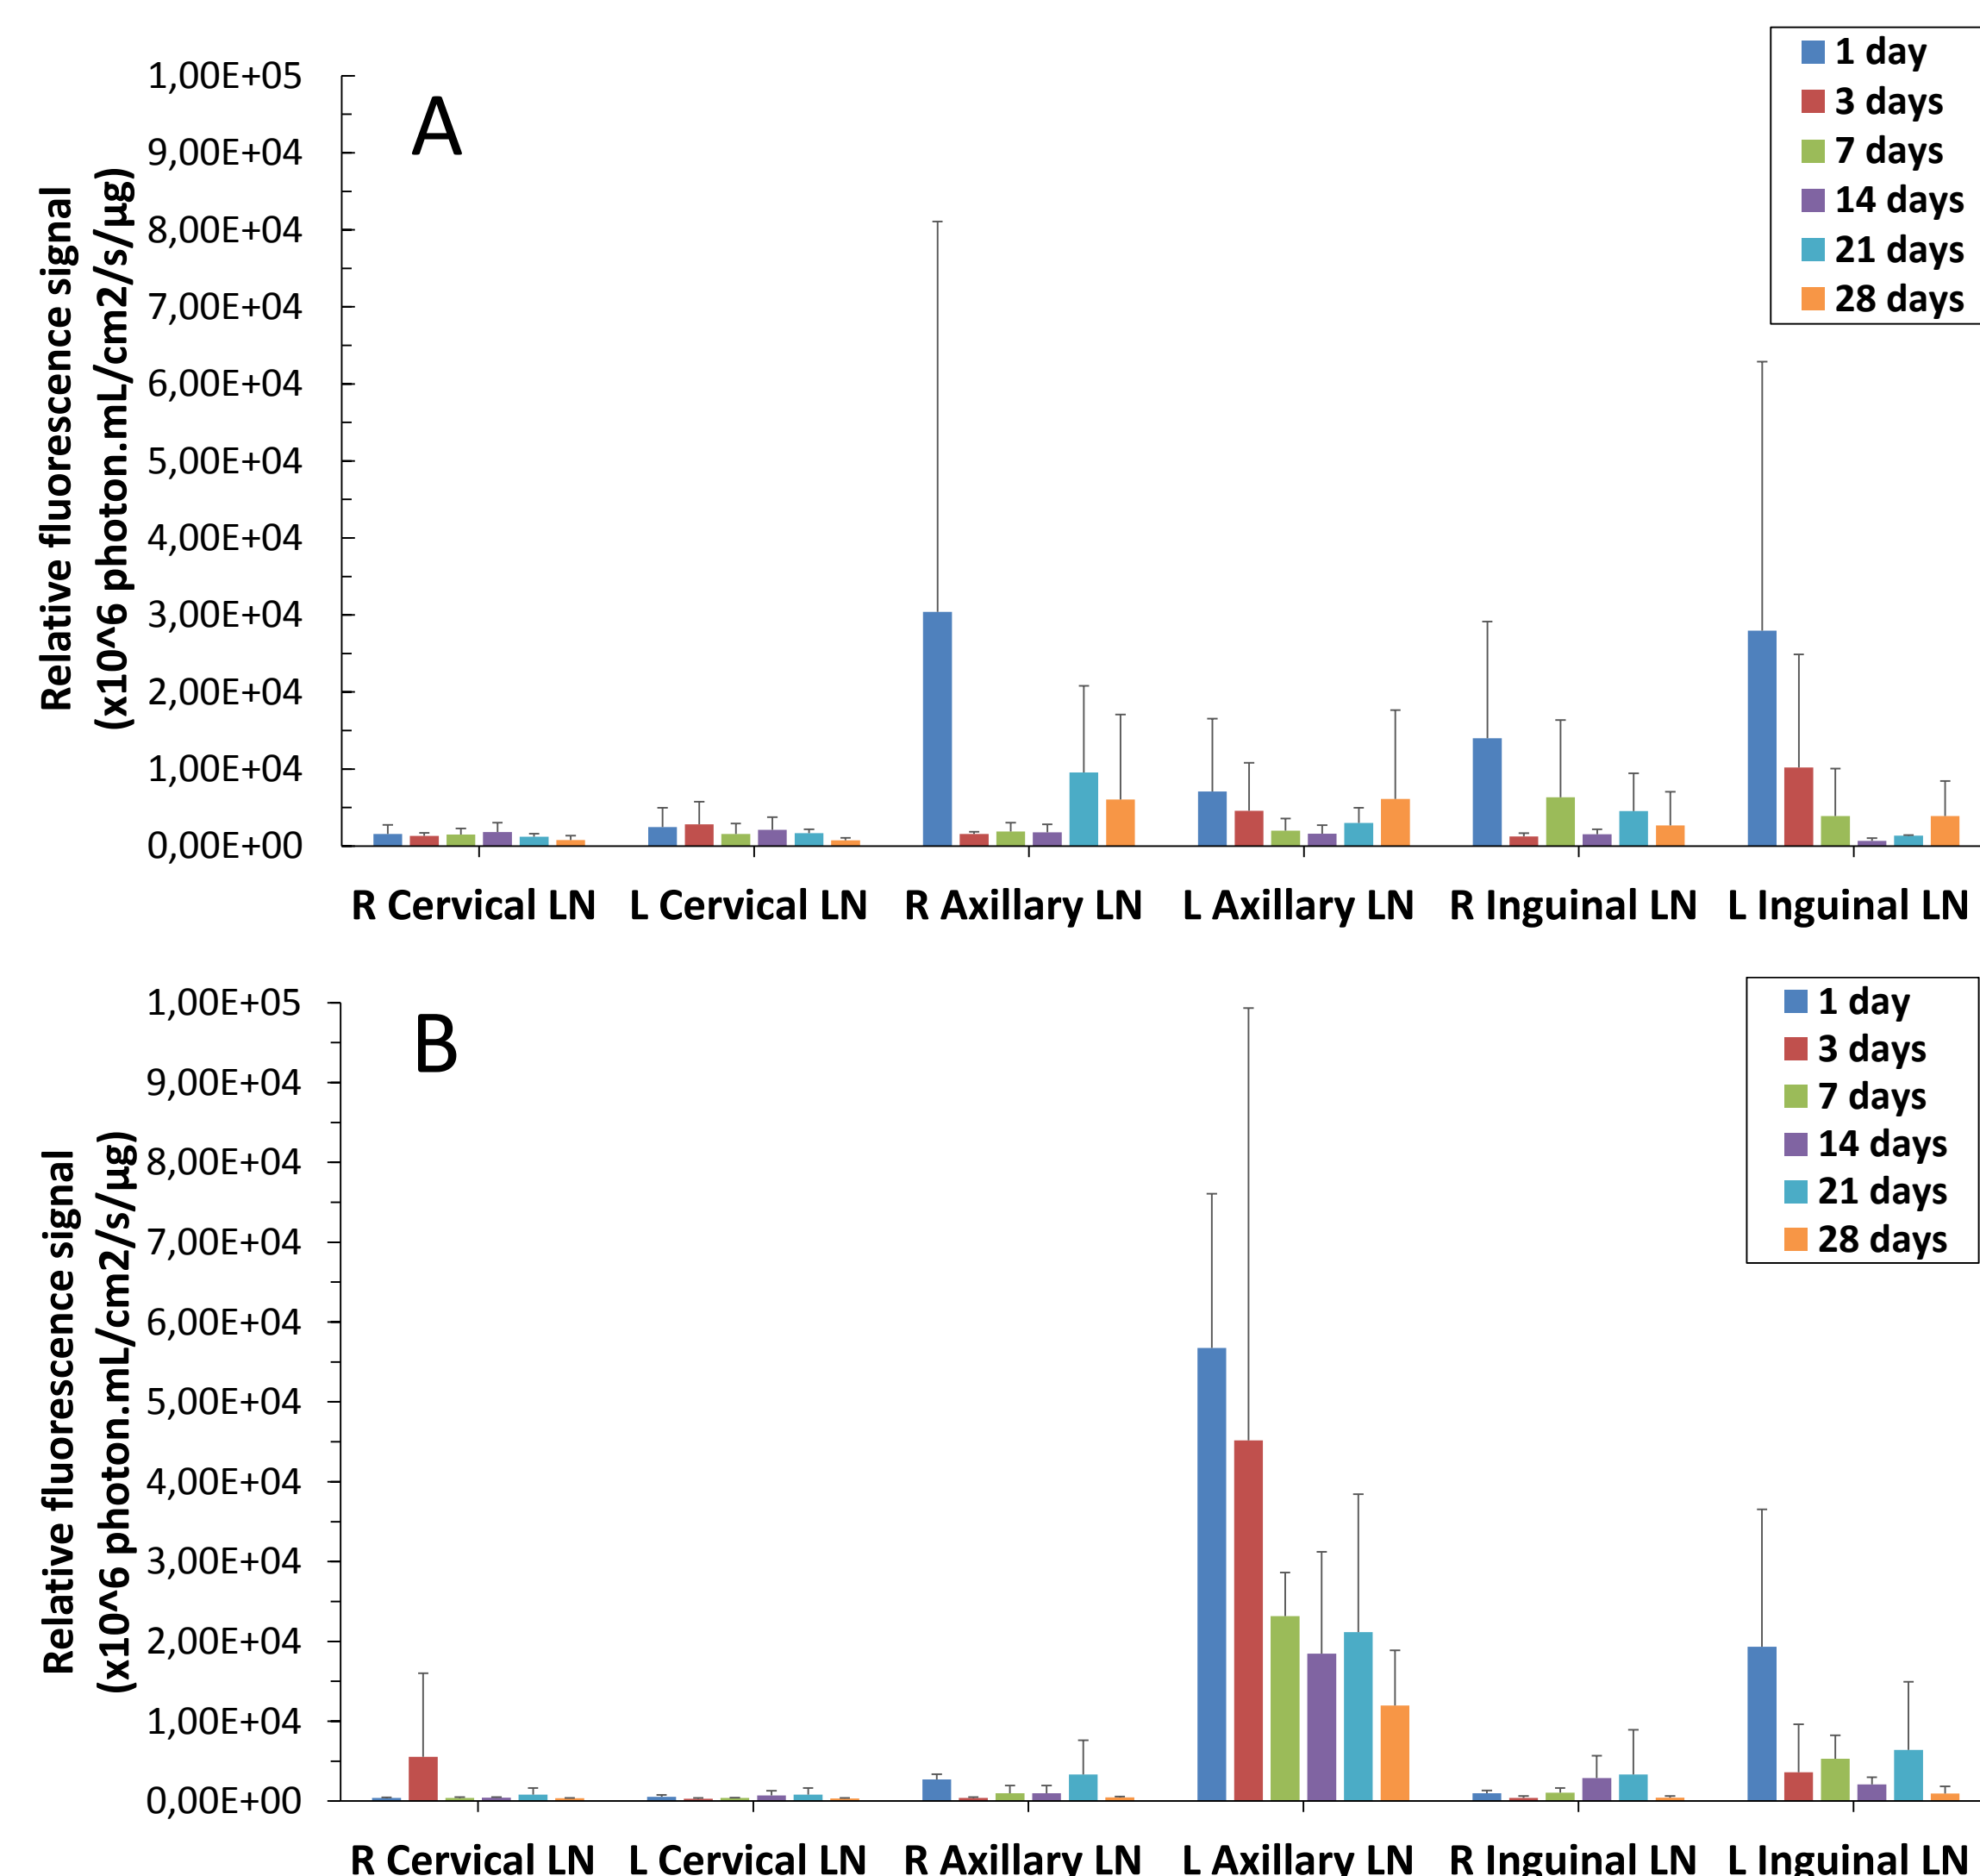 A
Relative fluorescence signal
(x10^6 photon.mL/cm2/s/µg)
1,00E+05
9,00E+04
8,00E+04
7,00E+04
6,00E+04
5,00E+04
4,00E+04
3,00E+04
2,00E+04
1,00E+04
0,00E+00
1 day
3 days
7 days
14 days
21 days
28 days
R Cervical LN L Cervical LN R Axillary LN L Axillary LN R Inguinal LN L Inguinal LN
B
Relative fluorescence signal
(x10^6 photon.mL/cm2/s/µg)
1,00E+05
9,00E+04
8,00E+04
7,00E+04
6,00E+04
5,00E+04
4,00E+04
3,00E+04
2,00E+04
1,00E+04
0,00E+00
1 day
3 days
7 days
14 days
21 days
28 days
R Cervical LN L Cervical LN R Axillary LN L Axillary LN R Inguinal LN L Inguinal LN